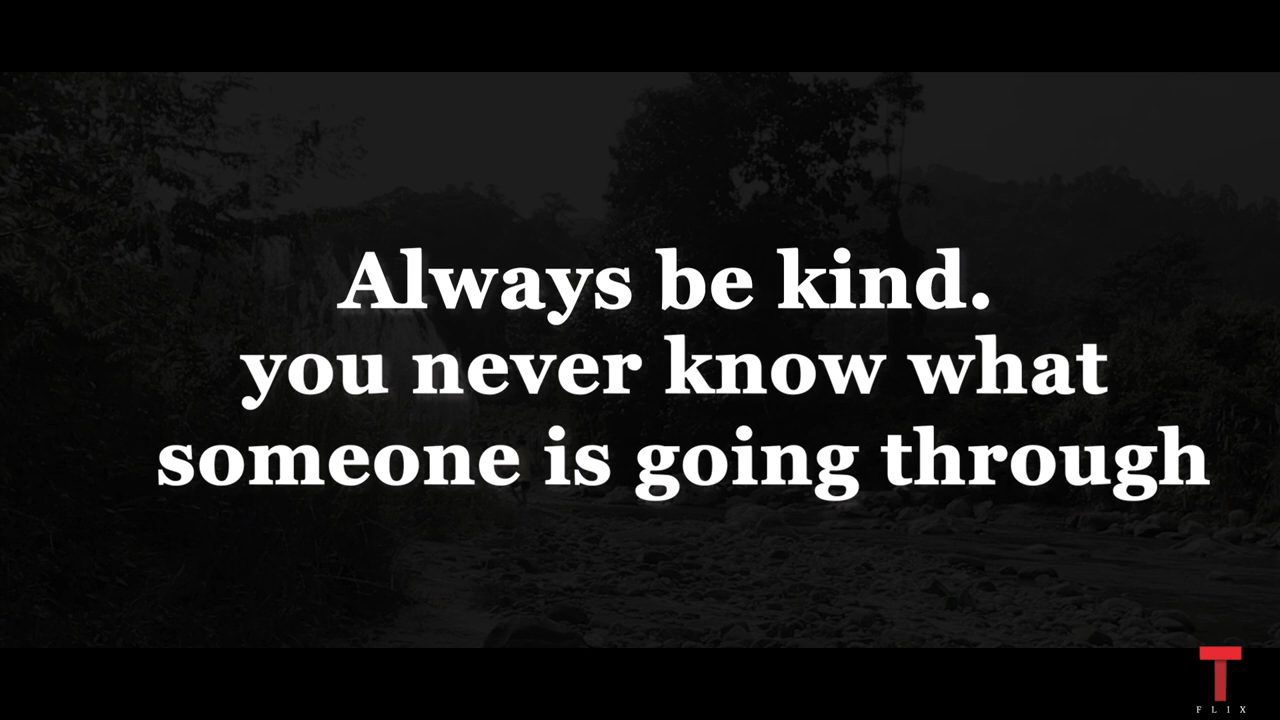 Always be kind.
you never know what
someone is going through
T
FLIX